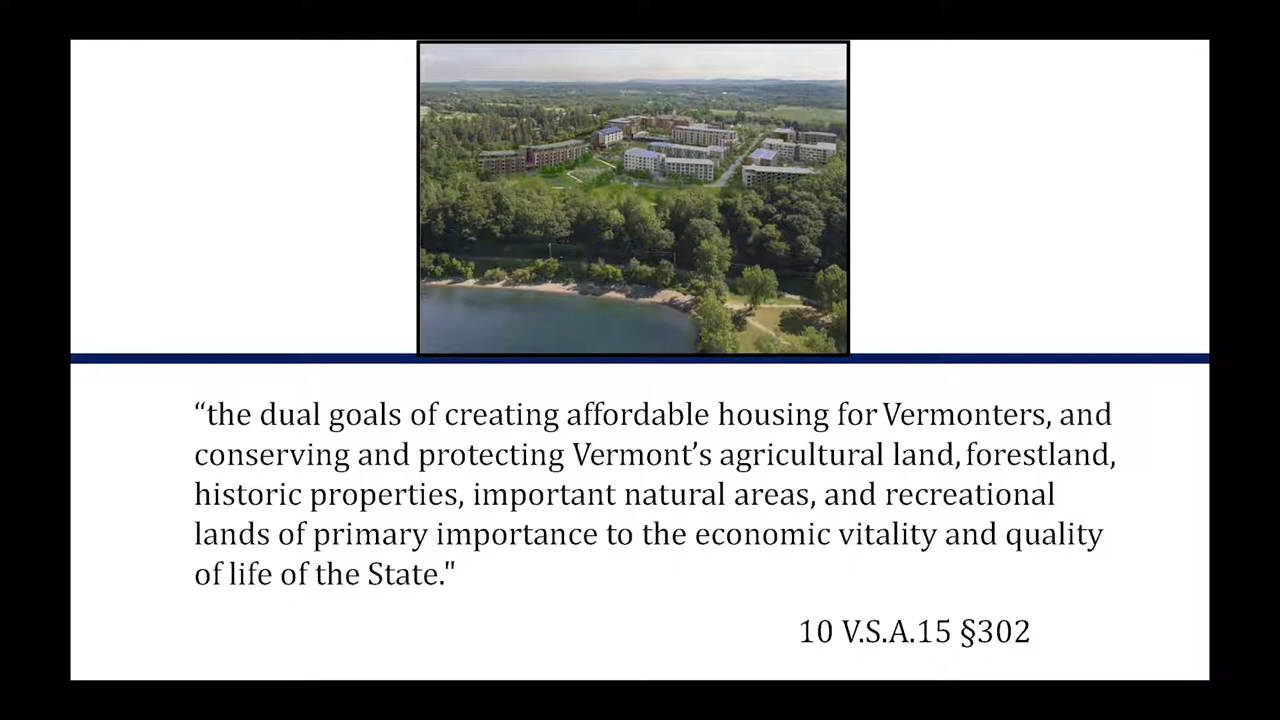 “the dual goals of creating affordable housing for Vermonters, and
conserving and protecting Vermont’s agricultural land, forestland,
historic properties, important natural areas, and recreational
lands of primary importance to the economic vitality and quality
of life of the State."
10 V.S.A.15 §302